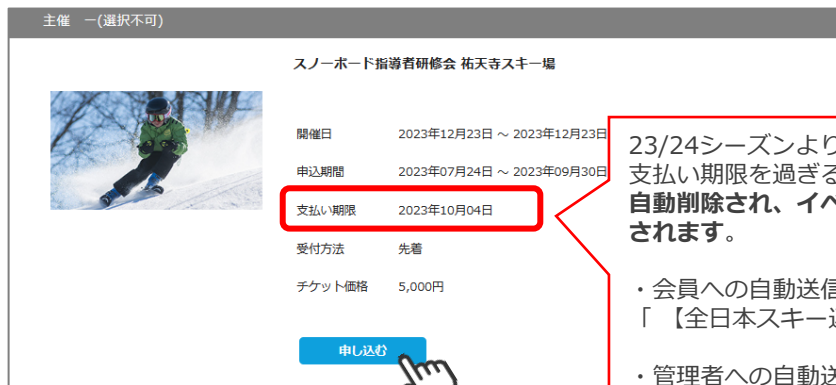 主催　ー(選択不可)
スノーボード指導者研修会 祐天寺スキー場
開催日　2023年12月23日 ～ 2023年12月23日
申込期間　2023年07月24日 ～ 2023年09月30日
支払い期限　2023年10月04日
受付方法　先着
チケット価格　5,000円
申し込む
23/24シーズンより
支払い期限を過ぎる
自動削除され、イベ
されます。
・会員への自動送信
「 【全日本スキー連
・管理者への自動送